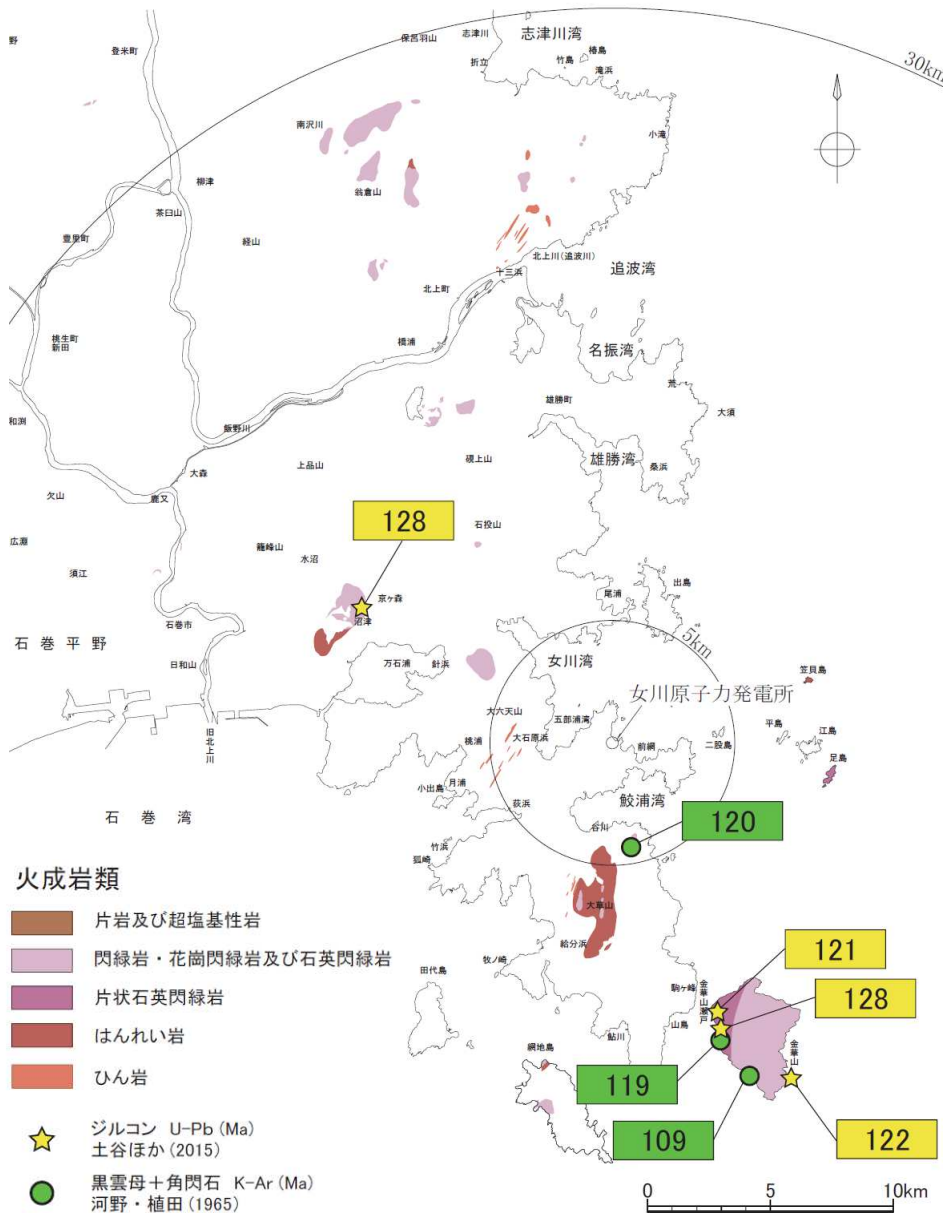 野
登米町
保呂羽山
志津川
志津川湾
折立
竹島
椿島
滝浜
30km
南沢川
小滝
柳津
翁倉山
茶臼山
豊里町
経山
北上川(追波川)
十三浜
追波湾
北上町
桃生町
新田
橋浦
名振湾
荒
和渕
雄勝町
大須
飯野川
雄勝湾
上品山
硯上山
桑浜
大森
欠山
鹿又
128
石投山
広淵
籠峰山
水沼
須江
京ヶ森
尾浦
出島
沼津
石巻市
5km
石巻平野
日和山
万石浦
針浜
女川湾
笠貝島
女川原子力発電所
大六天山
五部浦湾
旧北上川
桃浦
大石原浜
前網
二股島
平島
江島
足島
月浦
小出島
荻浜
鮫浦湾
石巻湾
谷川
120
竹浜
狐崎
火成岩類
大草山
片岩及び超塩基性岩
給分浜
121
閃緑岩・花崗閃緑岩及び石英閃緑岩
牧ノ崎
田代島
駒ヶ峰
金華山瀬戸
128
片状石英閃緑岩
山鳥
はんれい岩
鮎川
金華山
網地島
119
ひん岩
109
122
ジルコン U-Pb (Ma)
土谷ほか(2015)
黒雲母+角閃石 K-Ar (Ma)
河野・植田(1965)
0 5 10km